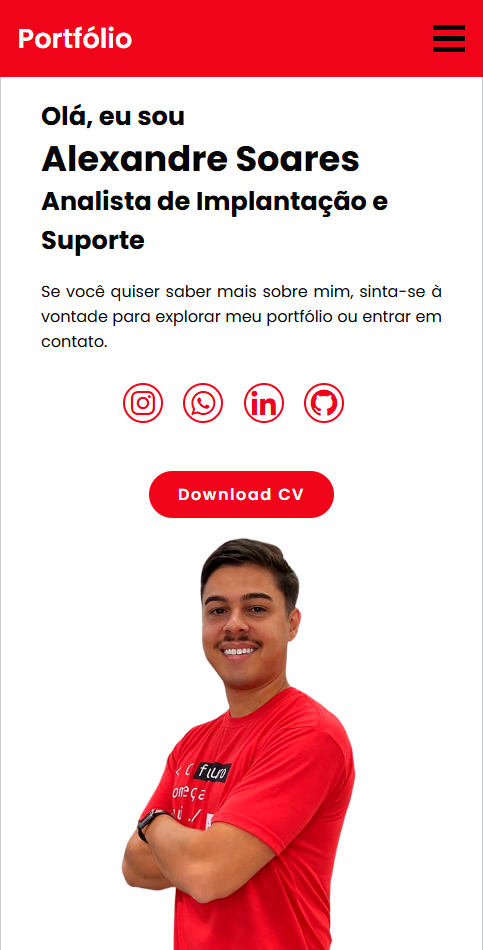 Portfólio
Olá, eu sou
Alexandre Soares
Analista de Implantação e
Suporte
Se você quiser saber mais sobre mim, sinta-se à
vontade para explorar meu portfólio ou entrar em
contato.
in
Download CV